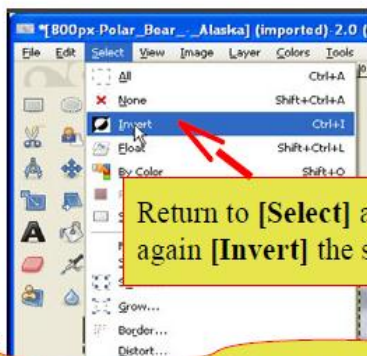 *[800px-Polar_Bear_-_Alaska] (imported)-2.0 (
File Edit Select View Image Layer Colors Tools
All Ctrl+A
None Shift+Ctrl+A
Invert Ctrl+I
Float Shift+Ctrl+L
By Color Shift+O
Return to [Select] a
again [Invert] the s
Grow...
Border...
Distort...